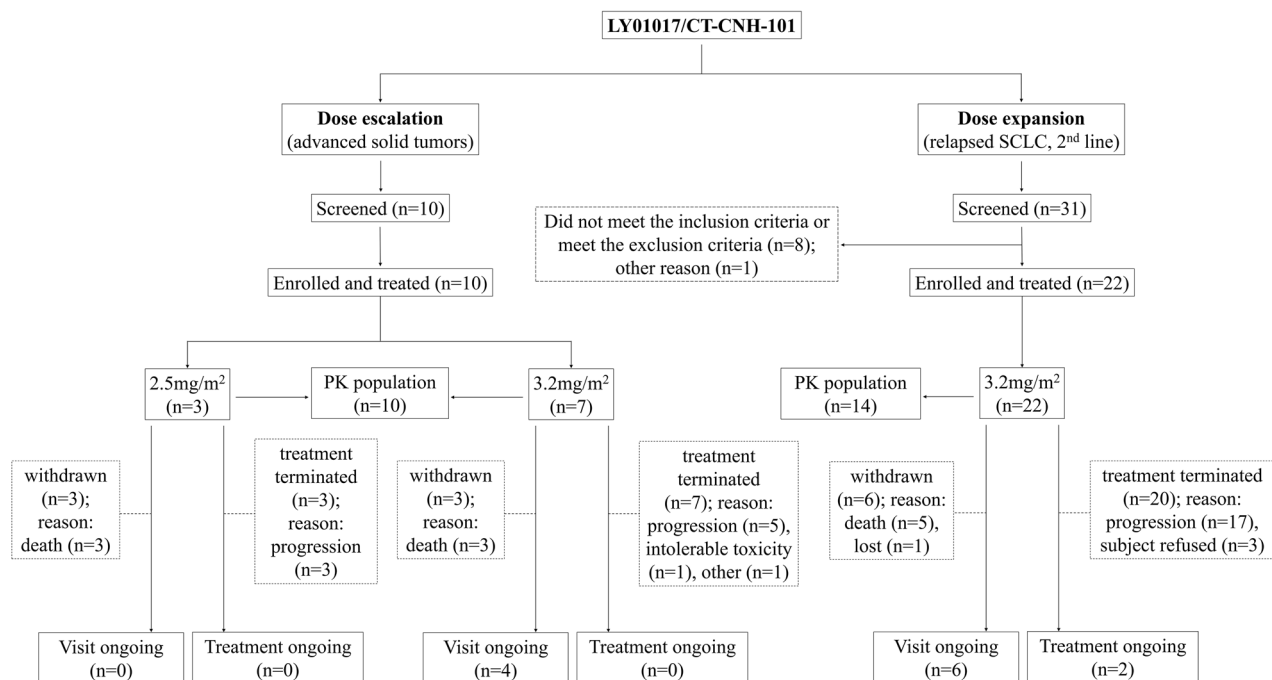 LY01017/CT-CNH-101
Dose escalation
(advanced solid tumors)
Dose expansion
(relapsed SCLC, 2nd line)
Screened (n=10)
Screened (n=31)
Did not meet the inclusion criteria or
meet the exclusion criteria (n=8);
other reason (n=1)
Enrolled and treated (n=10)
Enrolled and treated (n=22)
2.5mg/m2
(n=3)
PK population
(n=10)
3.2mg/m2
(n=7)
PK population
(n=14)
3.2mg/m2
(n=22)
withdrawn
(n=3);
reason:
death (n=3)
treatment
terminated
(n=3);
reason:
progression
(n=3)
withdrawn
(n=3);
reason:
death (n=3)
treatment
terminated
(n=7); reason:
progression (n=5),
intolerable toxicity
(n=1), other (n=1)
withdrawn
(n=6); reason:
death (n=5),
lost (n=1)
treatment terminated
(n=20); reason:
progression (n=17),
subject refused (n=3)
Visit ongoing
(n=0)
Treatment ongoing
(n=0)
Visit ongoing
(n=4)
Treatment ongoing
(n=0)
Visit ongoing
(n=6)
Treatment ongoing
(n=2)